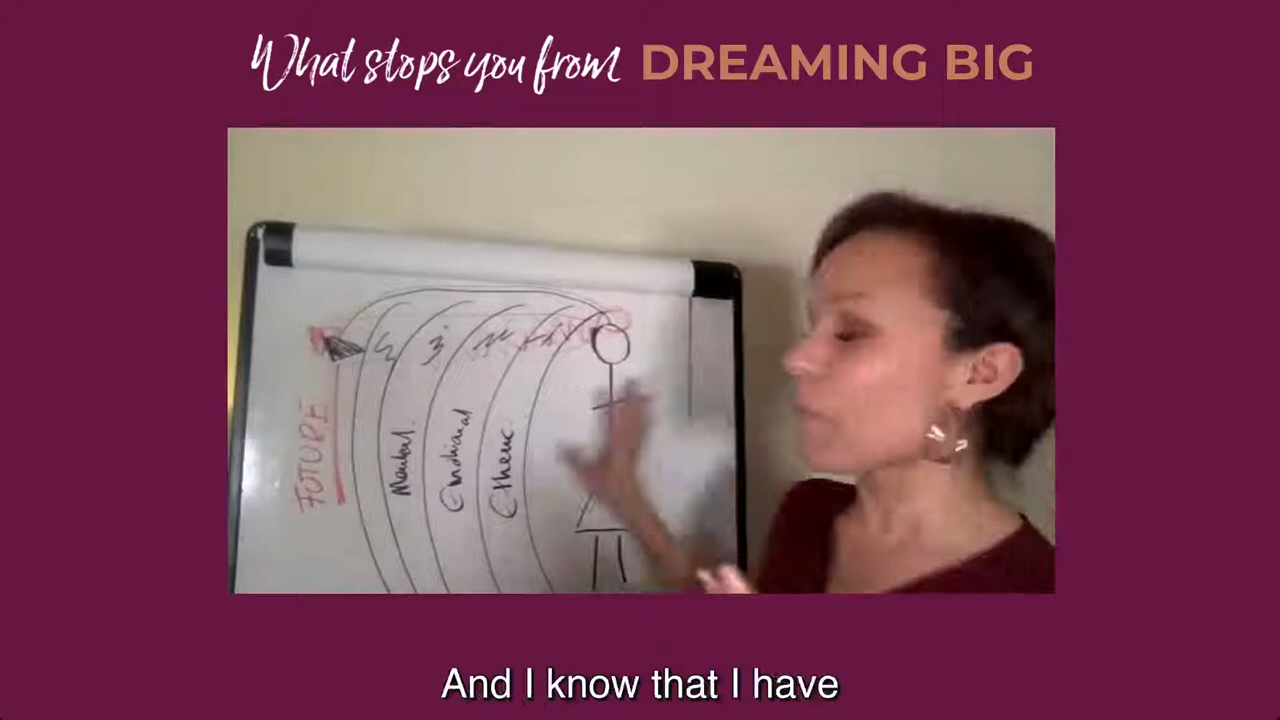 What stops you from DREAMING BIG
FUTURE
Mental
Emotional
Etheric
And I know that I have